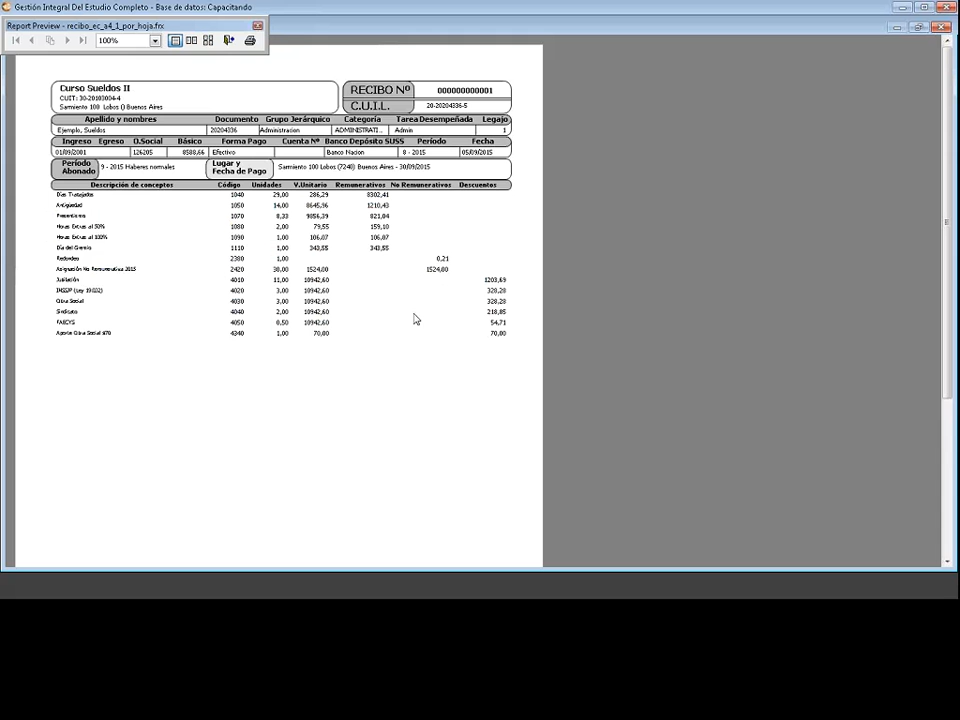 Gestión Integral Del Estudio Completo - Base de datos: Capacitando
Report Preview - recibo_ec_a4_1_por_hoja.frx
100%
Curso Sueldos II
CUIT: 30-20183004-4
Sarmiento 100 Lobos () Buenos Aires
RECIBO Nº 000000000001
C.U.I.L. 20-20204336-5
Apellido y nombres Documento Grupo Jerárquico Categoría Tarea Desempeñada Legajo
Ejemplo, Sueldos 20204336 Administracion ADMINISTRATI... Admin 1
Ingreso Egreso O.Social Básico Forma Pago Cuenta Nº Banco Depósito SUSS Período Fecha
01/09/2001 126205 8588,66 Efectivo Banco Nacion 8 - 2015 05/09/2015
Período Abonado 9 - 2015 Haberes normales Lugar y Fecha de Pago Sarmiento 100 Lobos (7240) Buenos Aires - 30/09/2015
Descripción de conceptos Código Unidades V.Unitario Remunerativos No Remunerativos Descuentos
Días Trabajados 1040 29,00 286,29 8302,41
Antigüedad 1050 14,00 8645,96 1210,43
Presentismo 1070 8,33 9856,39 821,04
Horas Extras al 50% 1080 2,00 79,55 159,10
Horas Extras al 100% 1090 1,00 106,07 106,07
Día del Gremio 1110 1,00 343,55 343,55
Redondeo 2380 1,00 0,21
Asignación No Remunerativa 2015 2420 30,00 1524,00 1524,00
Jubilación 4010 11,00 10942,60 1203,69
INSSJP (Ley 19.032) 4020 3,00 10942,60 328,28
Obra Social 4030 3,00 10942,60 328,28
Sindicato 4040 2,00 10942,60 218,85
FAECYS 4050 0,50 10942,60 54,71
Aporte Obra Social $70 4340 1,00 70,00 70,00